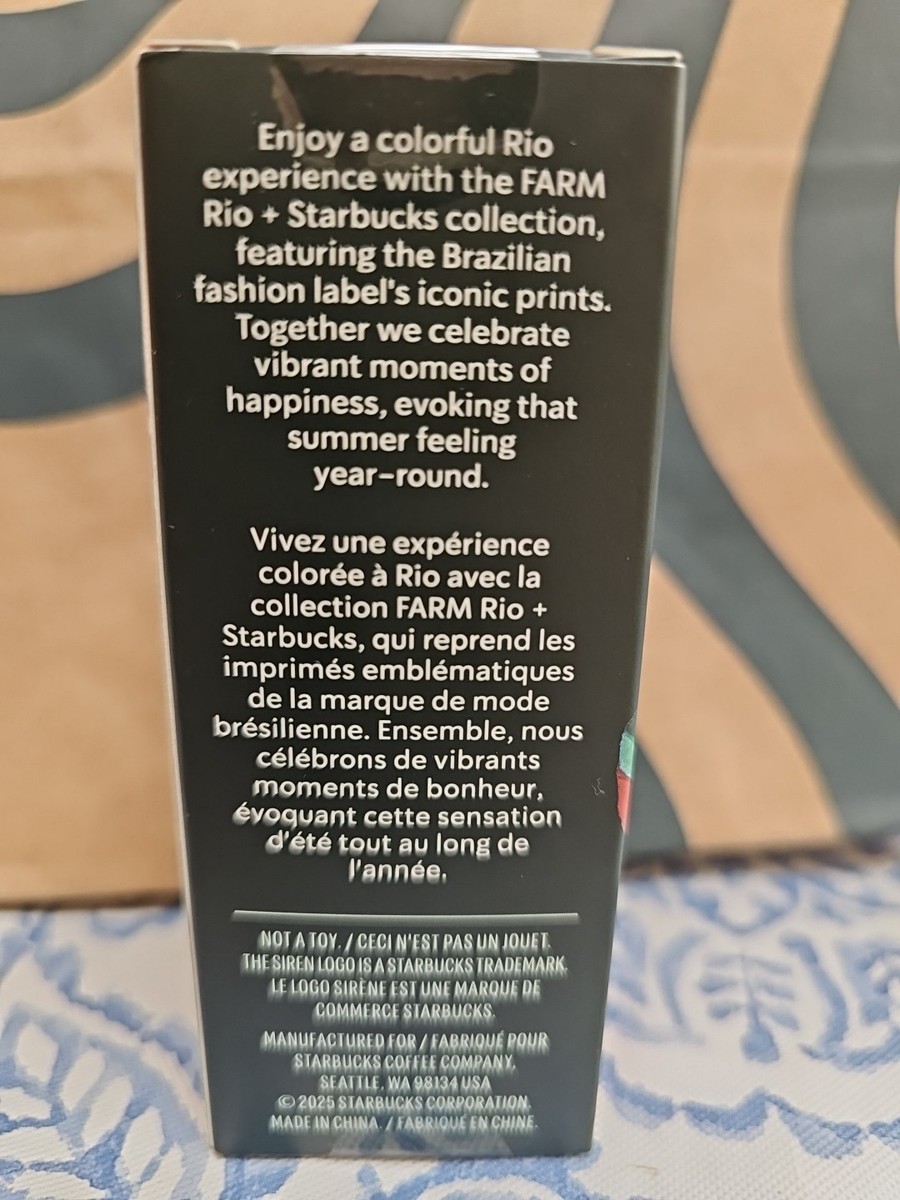 Enjoy a colorful Rio
experience with the FARM
Rio + Starbucks collection,
featuring the Brazilian
fashion label's iconic prints.
Together we celebrate
vibrant moments of
happiness, evoking that
summer feeling
year-round.
Vivez une expérience
colorée à Rio avec la
collection FARM Rio +
Starbucks, qui reprend les
imprimés emblématiques
de la marque de mode
brésilienne. Ensemble, nous
célébrons de vibrants
moments de bonheur,
évoquant cette sensation
d'été tout au long de
l'année.
NOT A TOY. / CECI N'EST PAS UN JOUET.
THE SIREN LOGO IS A STARBUCKS TRADEMARK.
LE LOGO SIRÈNE EST UNE MARQUE DE
COMMERCE STARBUCKS.
MANUFACTURED FOR / FABRIQUÉ POUR
STARBUCKS COFFEE COMPANY,
SEATTLE, WA 98134 USA
© 2025 STARBUCKS CORPORATION.
MADE IN CHINA. / FABRIQUÉ EN CHINE.